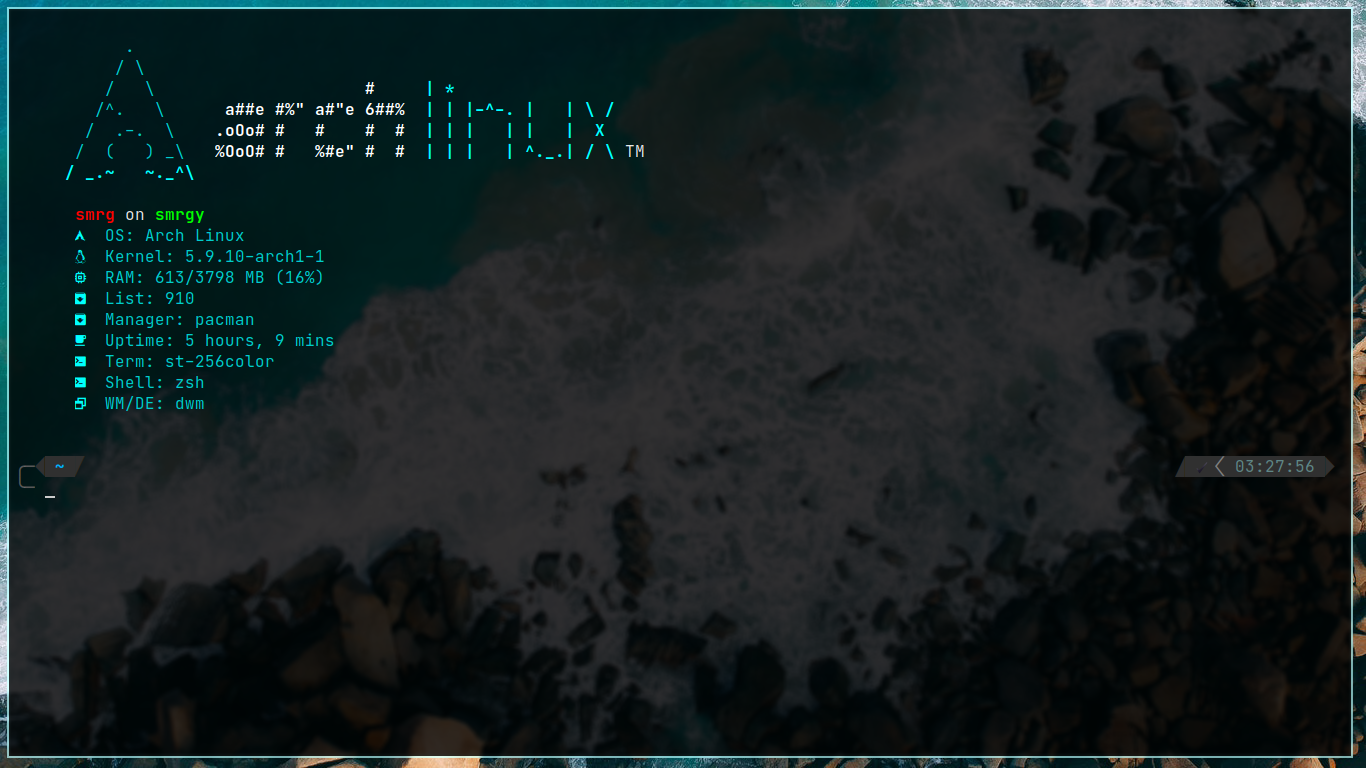 .
                 / \
                /   \                     #     | *
               /^.   \      a##e #%" a#"e 6##%  | | |-^-. |   | \ /
              /  .-.  \    .oOo# #   #    #  #  | | |   | |   |  X
             /  (   ) _\   %OoO# #   %#e" #  #  | | |   | ^._.| / \ TM
            / _.~   ~._^\
smrg on smrgy
OS: Arch Linux
Kernel: 5.9.10-arch1-1
RAM: 613/3798 MB (16%)
List: 910
Manager: pacman
Uptime: 5 hours, 9 mins
Term: st-256color
Shell: zsh
WM/DE: dwm
~ 03:27:56